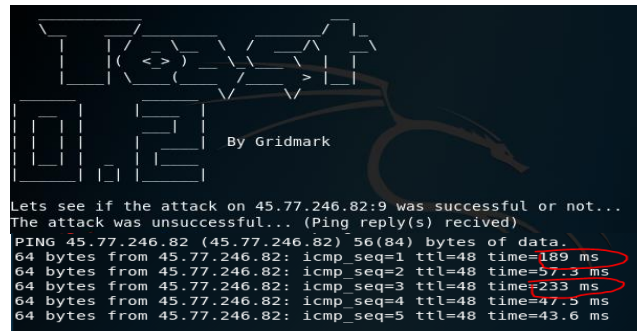 Toast
0.2
By Gridmark
Lets see if the attack on 45.77.246.82:9 was successful or not...
The attack was unsuccessful... (Ping reply(s) recived)
PING 45.77.246.82 (45.77.246.82) 56(84) bytes of data.
64 bytes from 45.77.246.82: icmp_seq=1 ttl=48 time=189 ms
64 bytes from 45.77.246.82: icmp_seq=2 ttl=48 time=57.3 ms
64 bytes from 45.77.246.82: icmp_seq=3 ttl=48 time=233 ms
64 bytes from 45.77.246.82: icmp_seq=4 ttl=48 time=47.5 ms
64 bytes from 45.77.246.82: icmp_seq=5 ttl=48 time=43.6 ms